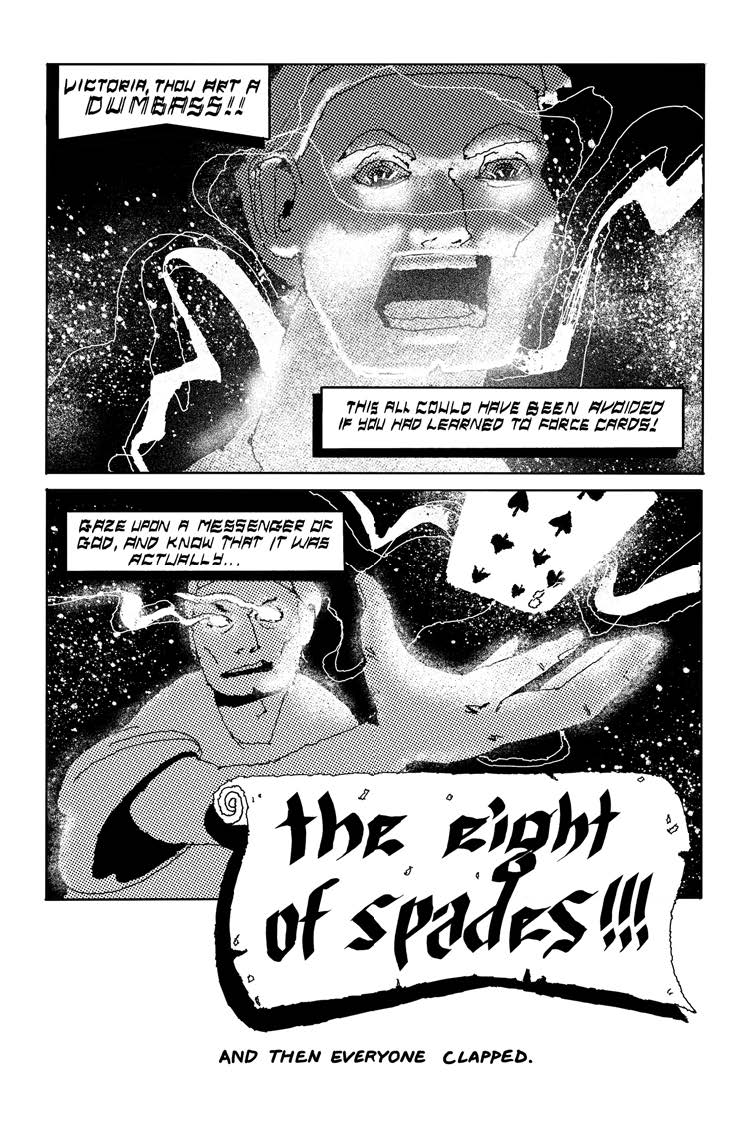 VICTORIA, THOU ART A
DUMBASS!!
THIS ALL COULD HAVE BEEN AVOIDED
IF YOU HAD LEARNED TO FORCE CARDS!
GAZE UPON A MESSENGER OF
GOD, AND KNOW THAT IT WAS
ACTUALLY...
8
the eight
of spades!!!
AND THEN EVERYONE CLAPPED.